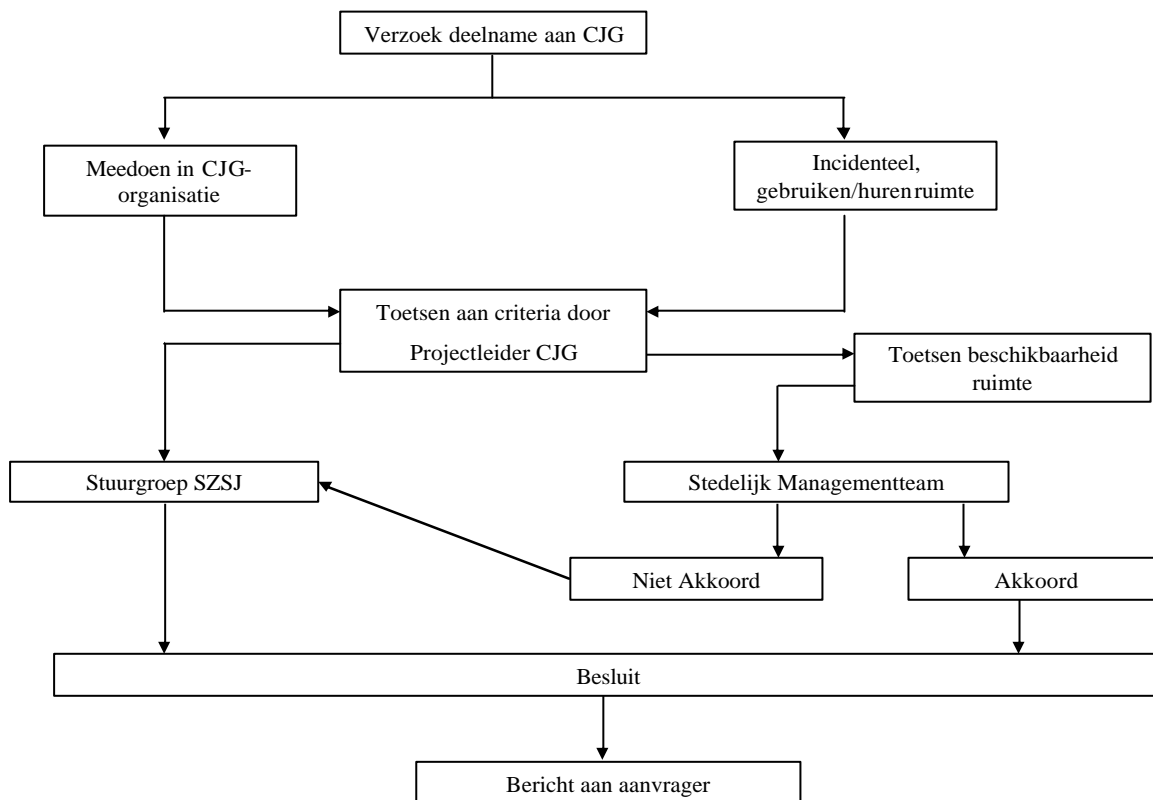 Verzoek deelname aan CJG
Meedoen in CJG-
organisatie
Incidenteel,
gebruiken/huren ruimte
Toetsen aan criteria door
Projectleider CJG
Toetsen beschikbaarheid
ruimte
Stuurgroep SZSJ
Stedelijk Managementteam
Niet Akkoord
Akkoord
Besluit
Bericht aan aanvrager